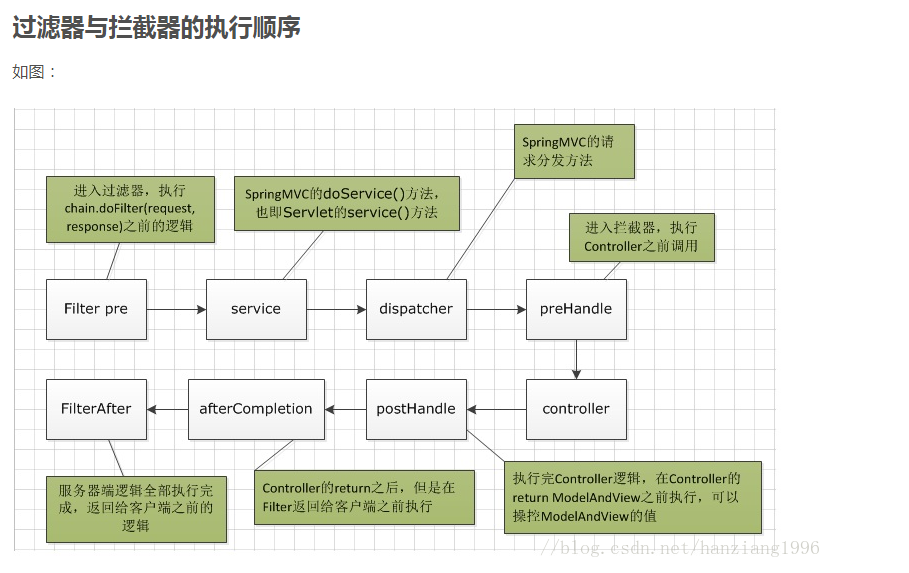 过滤器与拦截器的执行顺序
如图：
SpringMVC的请
求分发方法
进入过滤器，执行
chain.doFilter(request,
response)之前的逻辑
SpringMVC的doService()方法，
也即Servlet的service()方法
进入拦截器，执行
Controller之前调用
Filter pre
service
dispatcher
preHandle
FilterAfter
afterCompletion
postHandle
controller
服务器端逻辑全部执行完
成，返回给客户端之前的
逻辑
Controller的return之后，但是在
Filter返回给客户端之前执行
执行完Controller逻辑，在Controller的
return ModelAndView之前执行，可以
操控ModelAndView的值
//blog.csdn.net/hanziang1996